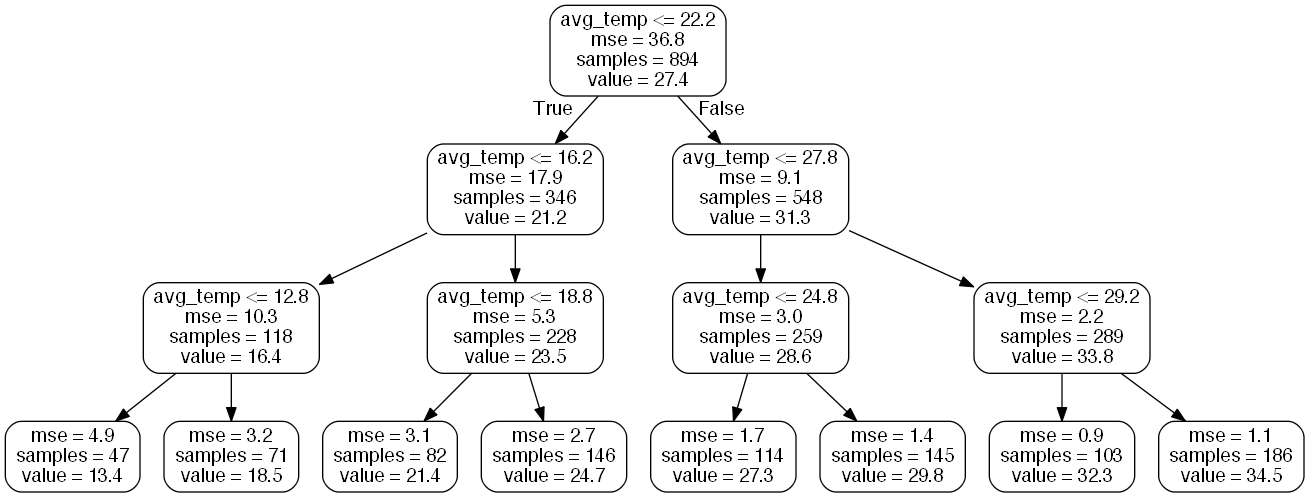 avg_temp <= 22.2
mse = 36.8
samples = 894
value = 27.4
True
False
avg_temp <= 16.2
mse = 17.9
samples = 346
value = 21.2
avg_temp <= 27.8
mse = 9.1
samples = 548
value = 31.3
avg_temp <= 12.8
mse = 10.3
samples = 118
value = 16.4
avg_temp <= 18.8
mse = 5.3
samples = 228
value = 23.5
avg_temp <= 24.8
mse = 3.0
samples = 259
value = 28.6
avg_temp <= 29.2
mse = 2.2
samples = 289
value = 33.8
mse = 4.9
samples = 47
value = 13.4
mse = 3.2
samples = 71
value = 18.5
mse = 3.1
samples = 82
value = 21.4
mse = 2.7
samples = 146
value = 24.7
mse = 1.7
samples = 114
value = 27.3
mse = 1.4
samples = 145
value = 29.8
mse = 0.9
samples = 103
value = 32.3
mse = 1.1
samples = 186
value = 34.5